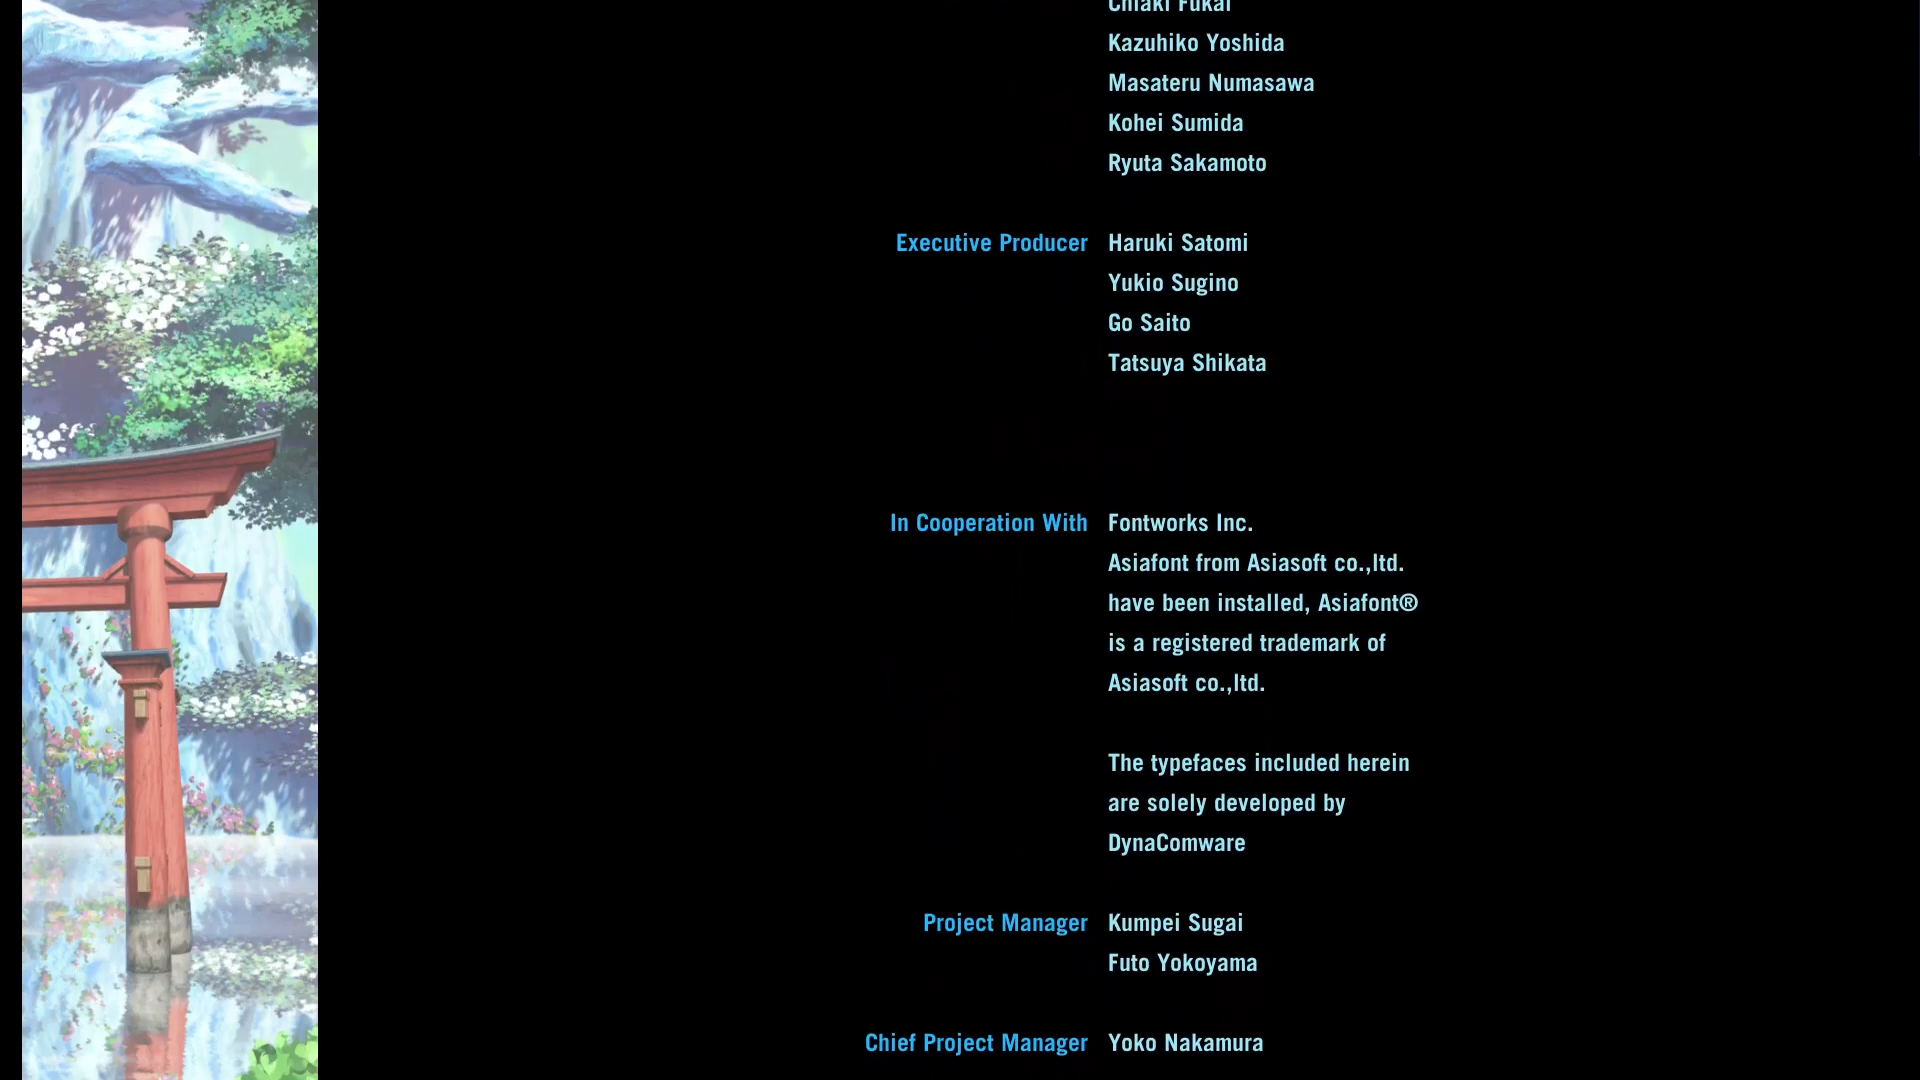 Chiaki Fukai
Kazuhiko Yoshida
Masateru Numasawa
Kohei Sumida
Ryuta Sakamoto
Executive Producer Haruki Satomi
Yukio Sugino
Go Saito
Tatsuya Shikata
In Cooperation With Fontworks Inc.
Asiafont from Asiasoft co.,ltd.
have been installed, Asiafont®
is a registered trademark of
Asiasoft co.,ltd.
The typefaces included herein
are solely developed by
DynaComware
Project Manager Kumpei Sugai
Futo Yokoyama
Chief Project Manager Yoko Nakamura